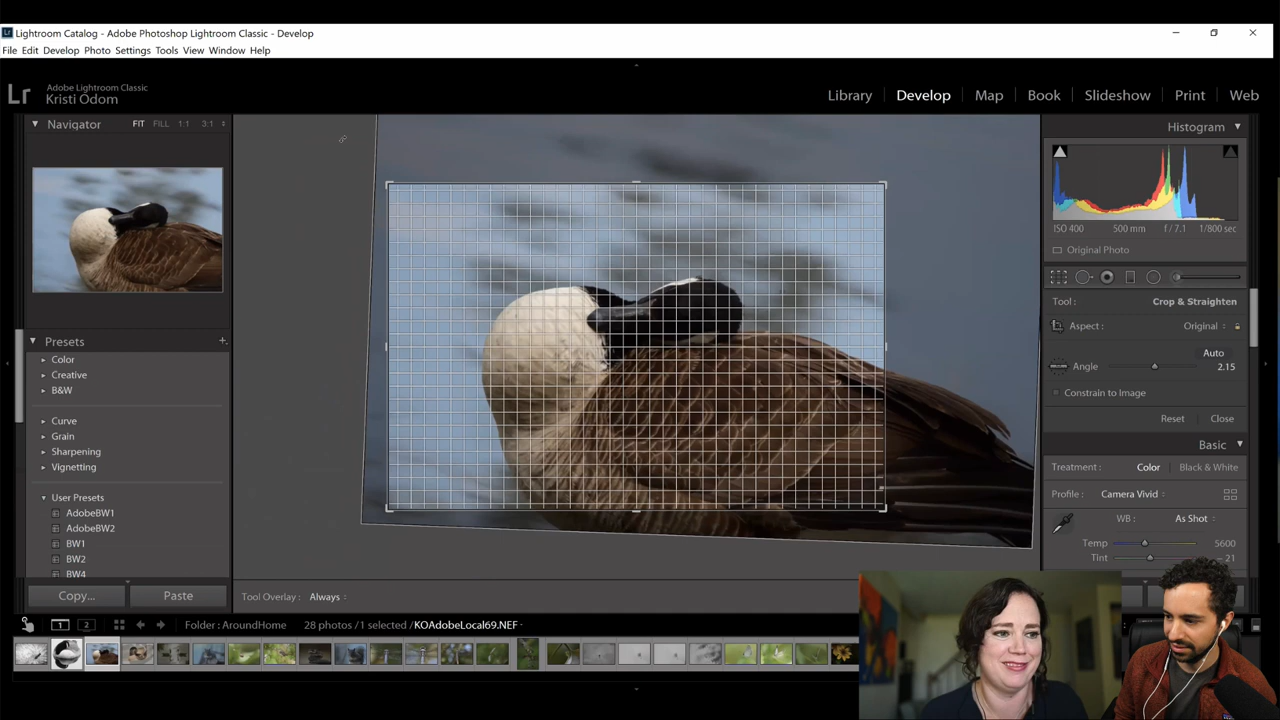 Lightroom Catalog - Adobe Photoshop Lightroom Classic - Develop
File Edit Develop Photo Settings Tools View Window Help
Lr Adobe Lightroom Classic
Kristi Odom
Library Develop Map Book Slideshow Print Web
Navigator FIT FILL 1:1 3:1
Histogram
ISO 400 500 mm f / 7.1 1/800 sec
Original Photo
Tool : Crop & Straighten
Aspect : Original
Auto
Angle 2.15
Constrain to Image
Reset Close
Basic
Treatment : Color Black & White
Profile : Camera Vivid
WB : As Shot
Temp 5600
Tint – 21
Presets +
Color
Creative
B&W
Curve
Grain
Sharpening
Vignetting
User Presets
AdobeBW1
AdobeBW2
BW1
BW2
BW4
Copy... Paste
Tool Overlay : Always
1 2 Folder : AroundHome 28 photos / 1 selected / KOAdobeLocal69.NEF